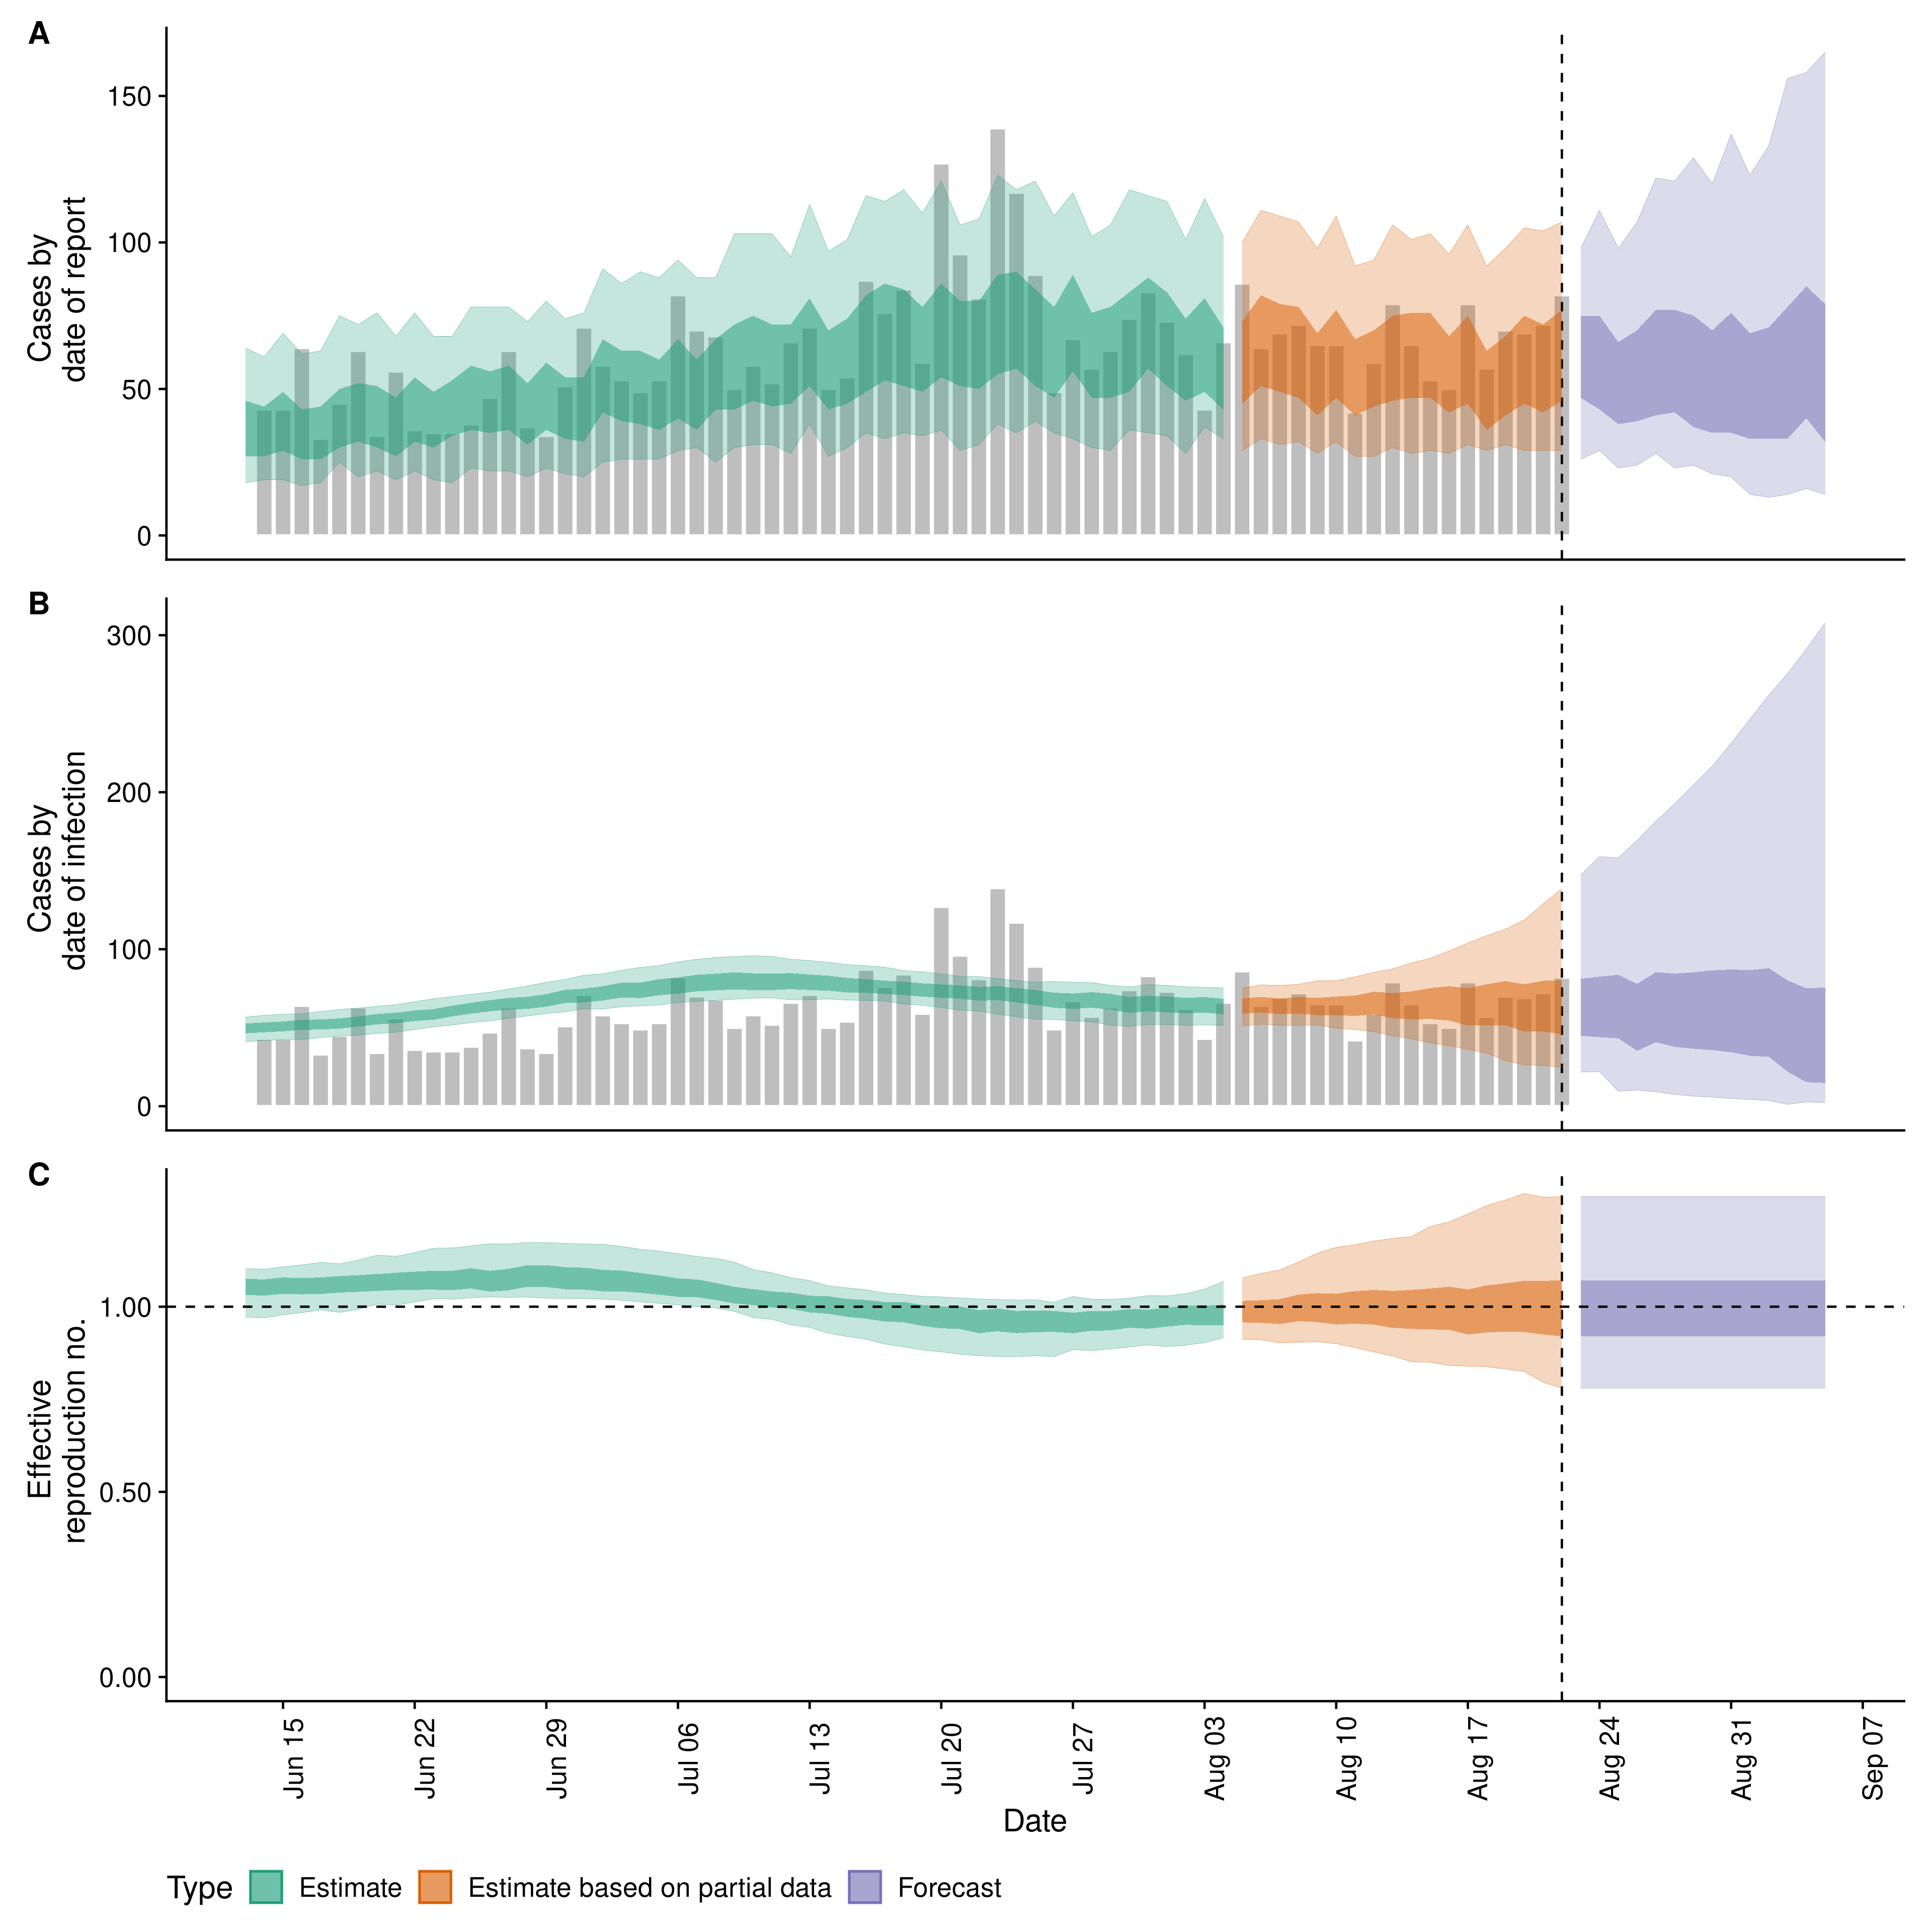 A
Cases by
date of report
150
100
50
0
B
Cases by
date of infection
300
200
100
0
C
Effective
reproduction no.
1.00
0.50
0.00
Jun 15
Jun 22
Jun 29
Jul 06
Jul 13
Jul 20
Jul 27
Aug 03
Aug 10
Aug 17
Aug 24
Aug 31
Sep 07
Date
Type Estimate Estimate based on partial data Forecast